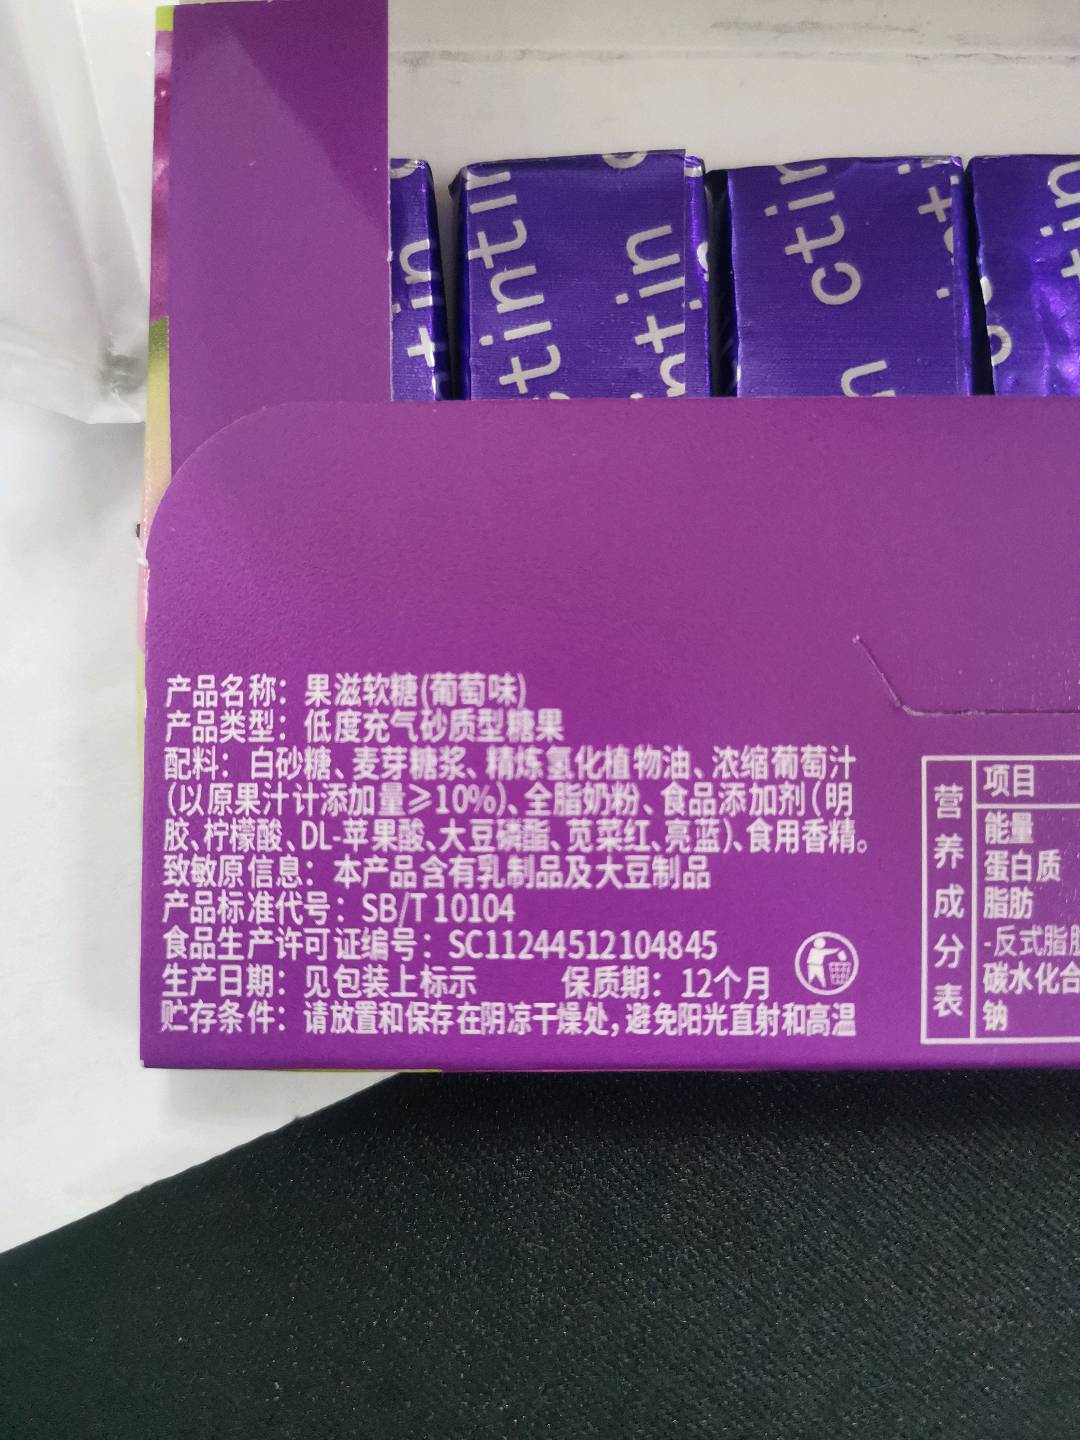 tin
ctintin
ntin
ctin
产品名称：果滋软糖(葡萄味)
产品类型：低度充气砂质型糖果
配料：白砂糖、麦芽糖浆、精炼氢化植物油、浓缩葡萄汁
(以原果汁计添加量≥10%)、全脂奶粉、食品添加剂(明
胶、柠檬酸、DL-苹果酸、大豆磷酯、苋菜红、亮蓝)、食用香精。
致敏原信息：本产品含有乳制品及大豆制品
产品标准代号：SB/T 10104
食品生产许可证编号：SC11244512104845
生产日期：见包装上标示 保质期：12个月
贮存条件：请放置和保存在阴凉干燥处,避免阳光直射和高温
营养成分表
项目
能量
蛋白质
脂肪
-反式脂肪
碳水化合
钠